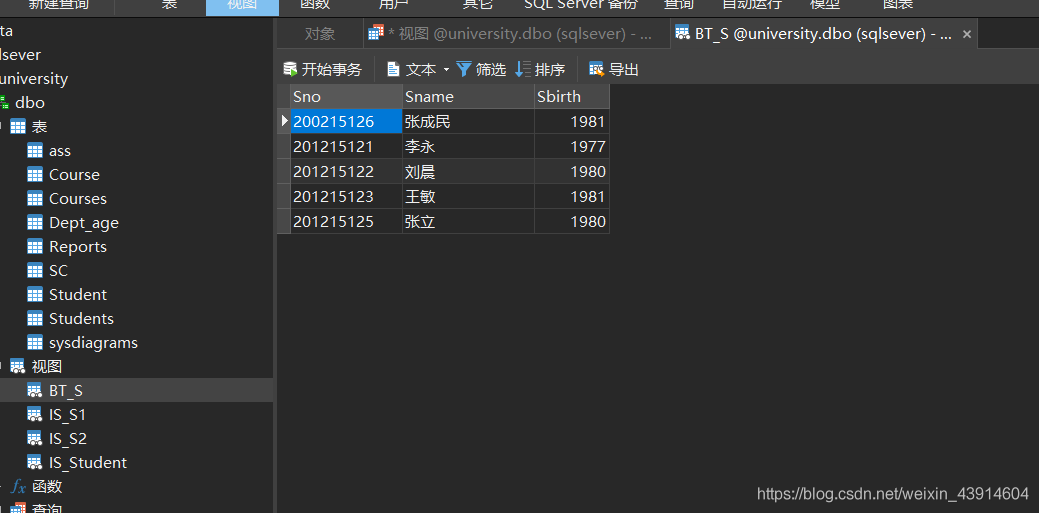 新建查询 表 视图 函数 用户 其它 SQL Server 备份 查询 自动运行 模型 图表
ta
lsever
university
dbo
表
ass
Course
Courses
Dept_age
Reports
SC
Student
Students
sysdiagrams
视图
BT_S
IS_S1
IS_S2
IS_Student
fx 函数
查询
对象 * 视图 @university.dbo (sqlsever) - ... BT_S @university.dbo (sqlsever) - ... ×
开始事务 文本 筛选 排序 导出
Sno Sname Sbirth
200215126 张成民 1981
201215121 李永 1977
201215122 刘晨 1980
201215123 王敏 1981
201215125 张立 1980
https://blog.csdn.net/weixin_43914604